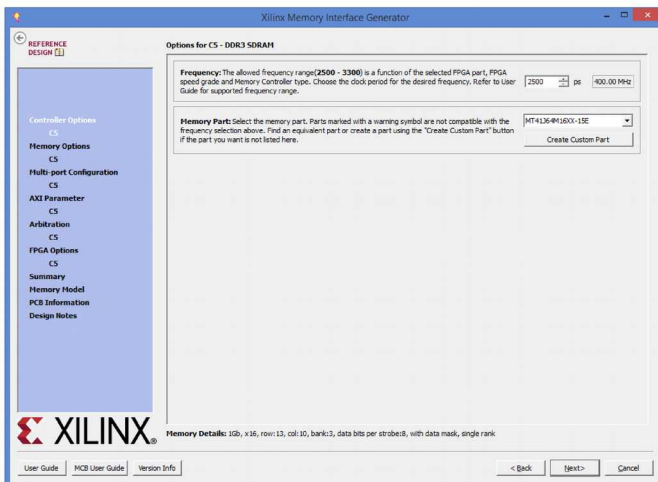 Xilinx Memory Interface Generator
REFERENCE
DESIGN
Options for C5 - DDR3 SDRAM
Frequency: The allowed frequency range(2500 - 3300) is a function of the selected FPGA part, FPGA
speed grade and Memory Controller type. Choose the clock period for the desired frequency. Refer to User
Guide for supported frequency range.
2500 ps 400.00 MHz
Memory Part: Select the memory part. Parts marked with a warning symbol are not compatible with the
frequency selection above. Find an equivalent part or create a part using the "Create Custom Part" button
if the part you want is not listed here.
MT41J64M16XX-15E
Create Custom Part
Controller Options
C5
Memory Options
C5
Multi-port Configuration
C5
AXI Parameter
C5
Arbitration
C5
FPGA Options
C5
Summary
Memory Model
PCB Information
Design Notes
XILINX®
Memory Details: 1Gb, x16, row:13, col:10, bank:3, data bits per strobe:8, with data mask, single rank
User Guide MCB User Guide Version Info < Back Next> Cancel